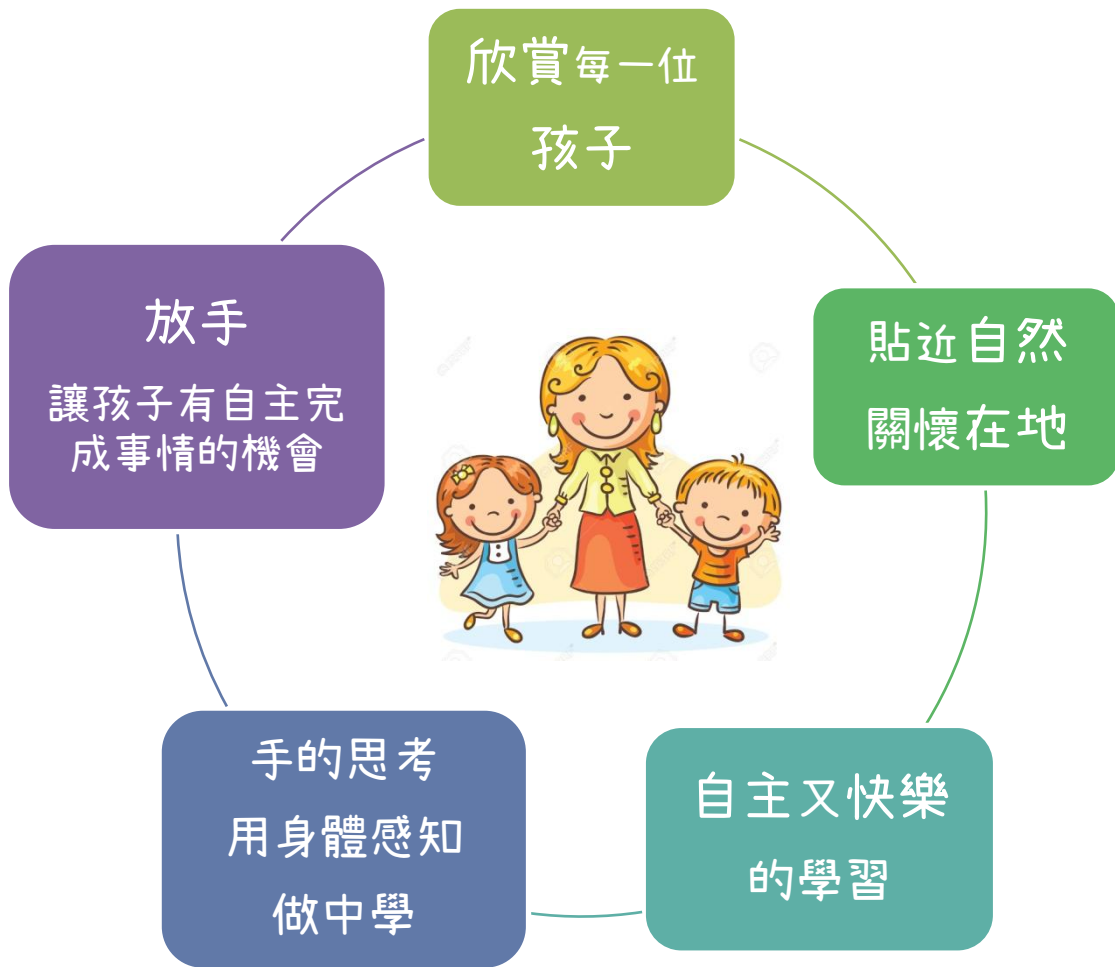 欣賞每一位
孩子
貼近自然
關懷在地
自主又快樂
的學習
手的思考
用身體感知
做中學
放手
讓孩子有自主完
成事情的機會